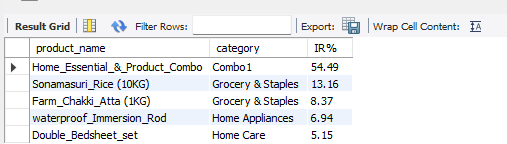 Result Grid Filter Rows: Export: Wrap Cell Content:
product_name category IR%
Home_Essential_&_Product_Combo Combo1 54.49
Sonamasuri_Rice (10KG) Grocery & Staples 13.16
Farm_Chakki_Atta (1KG) Grocery & Staples 8.37
waterproof_Immersion_Rod Home Appliances 6.94
Double_Bedsheet_set Home Care 5.15